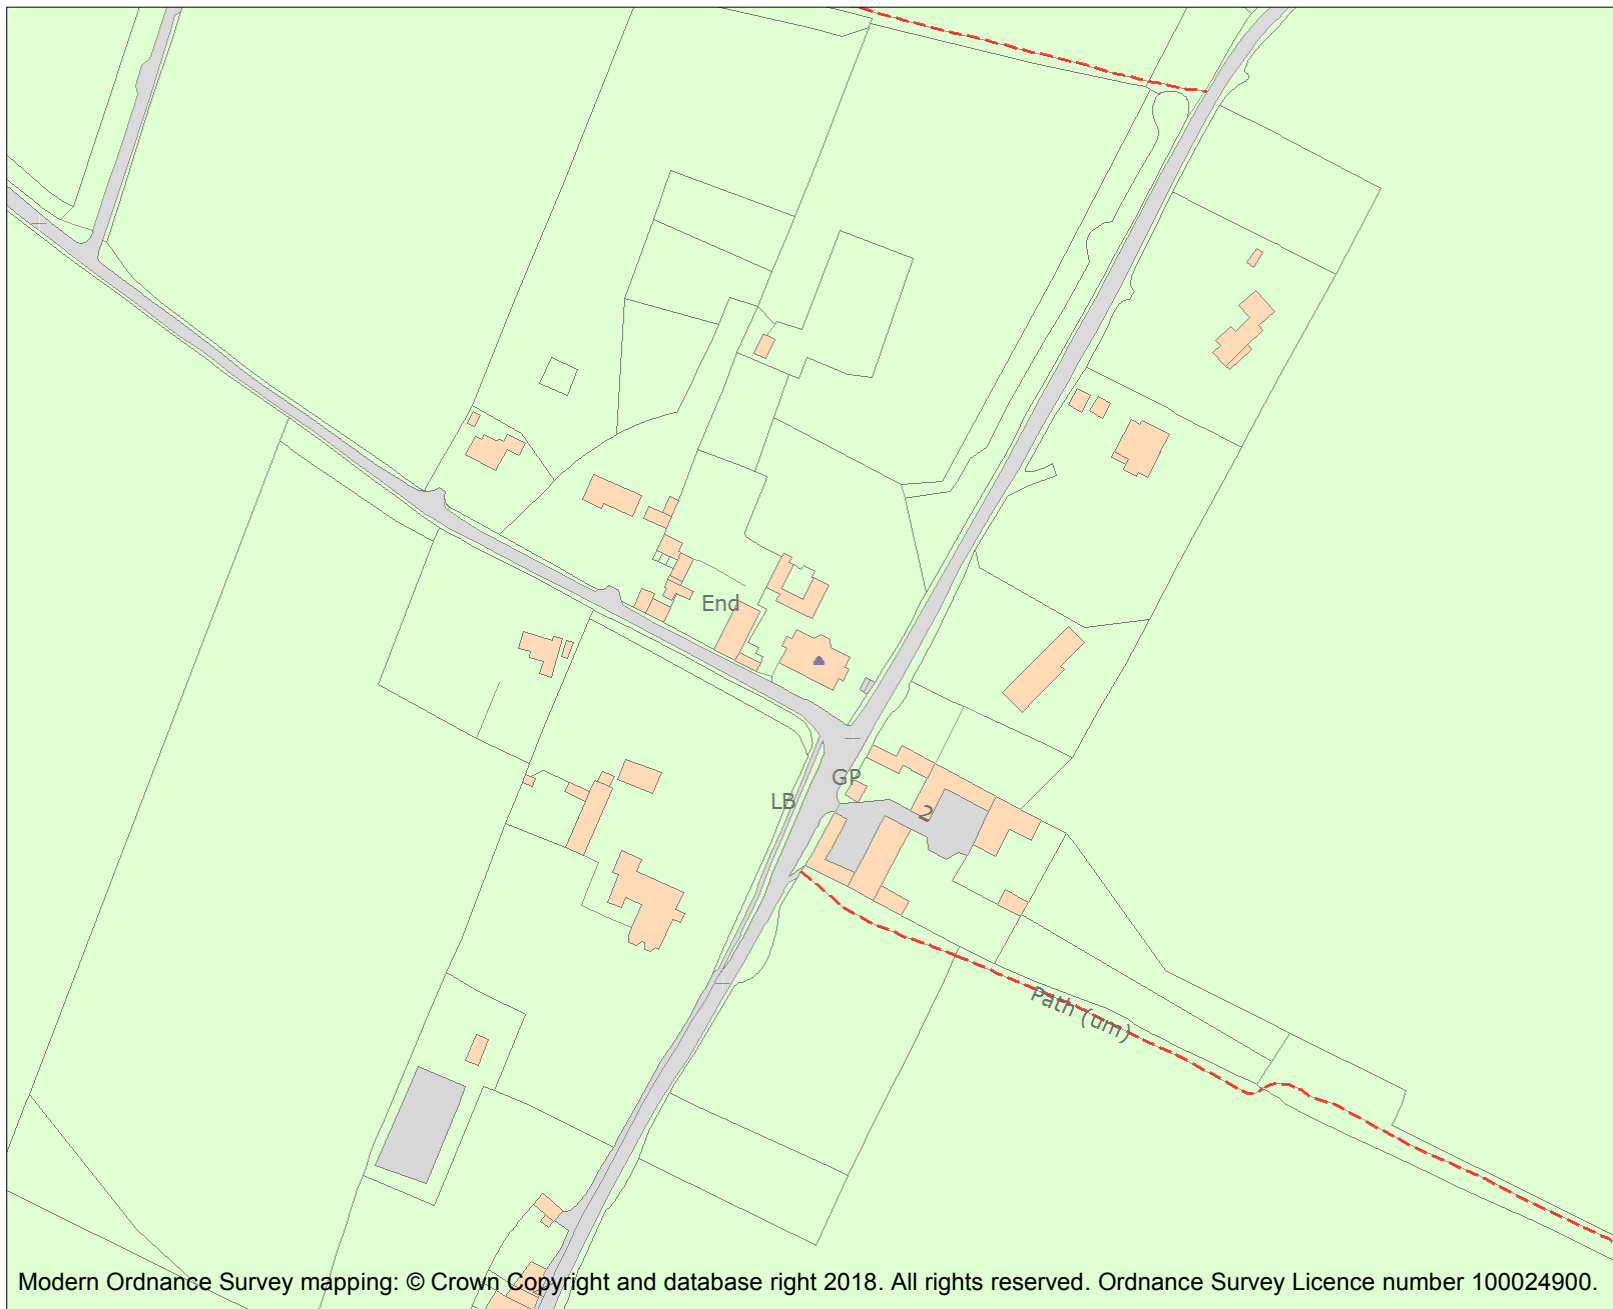 End
GP
LB
2
Path (um)
Modern Ordnance Survey mapping: © Crown Copyright and database right 2018. All rights reserved. Ordnance Survey Licence number 100024900.